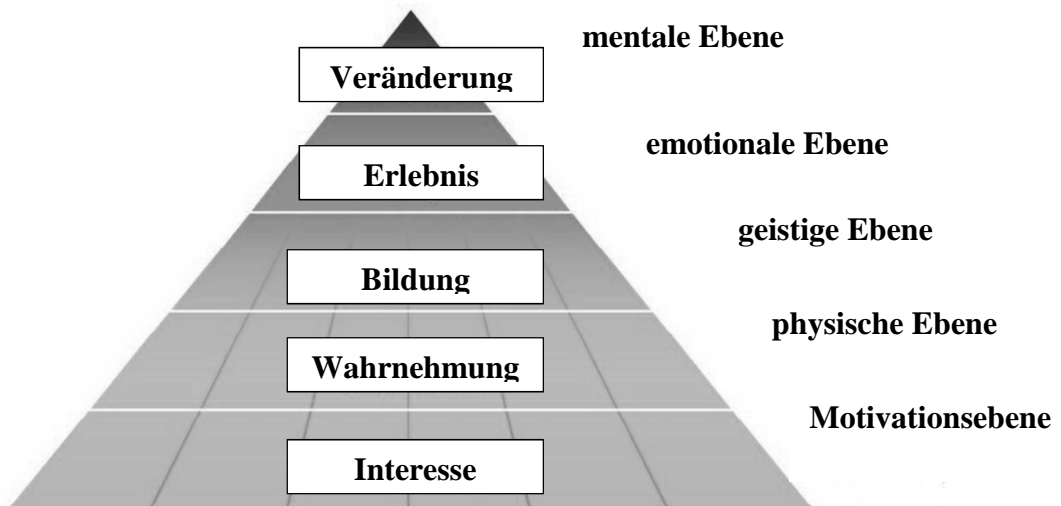 mentale Ebene
Veränderung
emotionale Ebene
Erlebnis
geistige Ebene
Bildung
physische Ebene
Wahrnehmung
Motivationsebene
Interesse